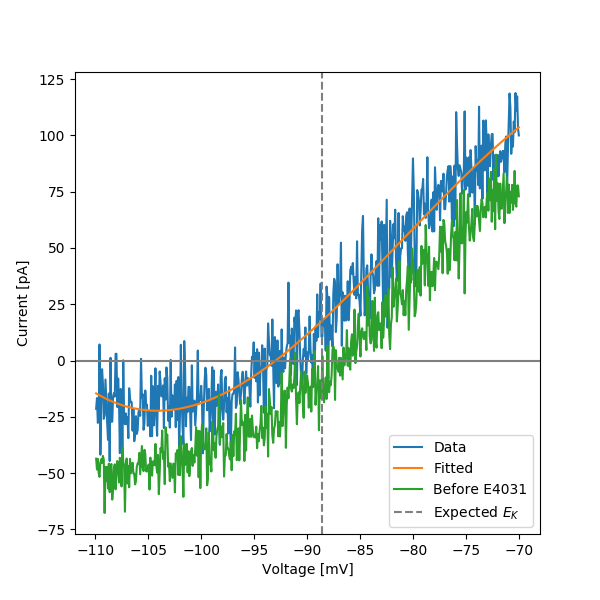 125
100
75
50
25
0
−25
−50
−75
Current [pA]
−110 −105 −100 −95 −90 −85 −80 −75 −70
Voltage [mV]
Data
Fitted
Before E4031
Expected E_K